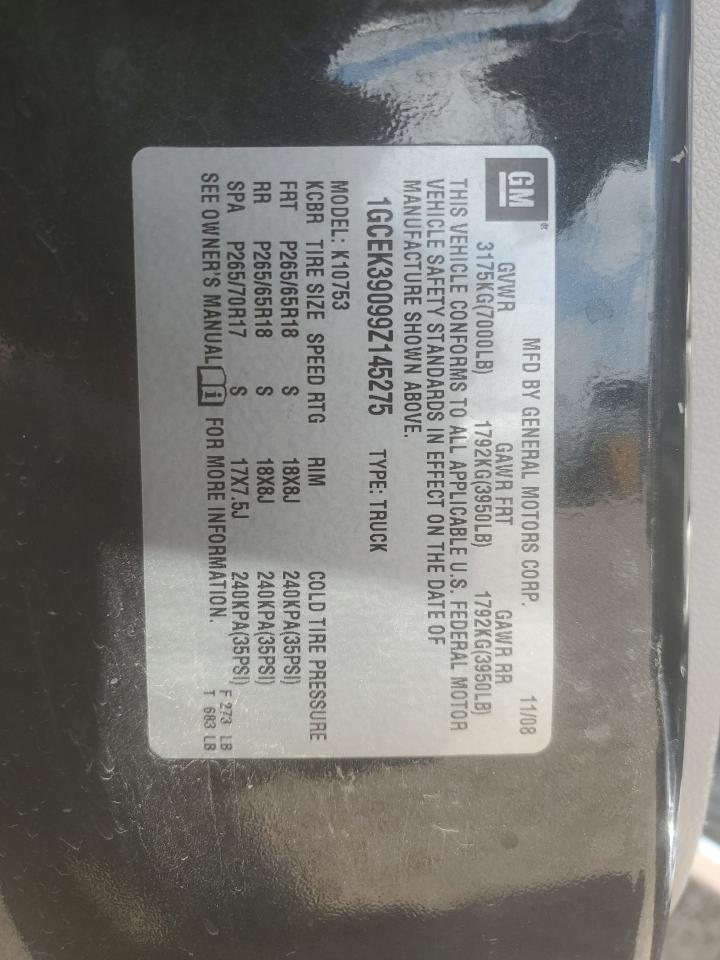 GM ®
MFD BY GENERAL MOTORS CORP. 11/08
GVWR GAWR FRT GAWR RR
3175KG(7000LB) 1792KG(3950LB) 1792KG(3950LB)
THIS VEHICLE CONFORMS TO ALL APPLICABLE U.S. FEDERAL MOTOR
VEHICLE SAFETY STANDARDS IN EFFECT ON THE DATE OF
MANUFACTURE SHOWN ABOVE.
1GCEK39099Z145275 TYPE: TRUCK
MODEL: K10753
KCBR TIRE SIZE SPEED RTG RIM COLD TIRE PRESSURE
FRT P265/65R18 S 18X8J 240KPA(35PSI)
RR P265/65R18 S 18X8J 240KPA(35PSI)
SPA P265/70R17 S 17X7.5J 240KPA(35PSI)
SEE OWNER'S MANUAL i FOR MORE INFORMATION.
F 273 LB
T 683 LB